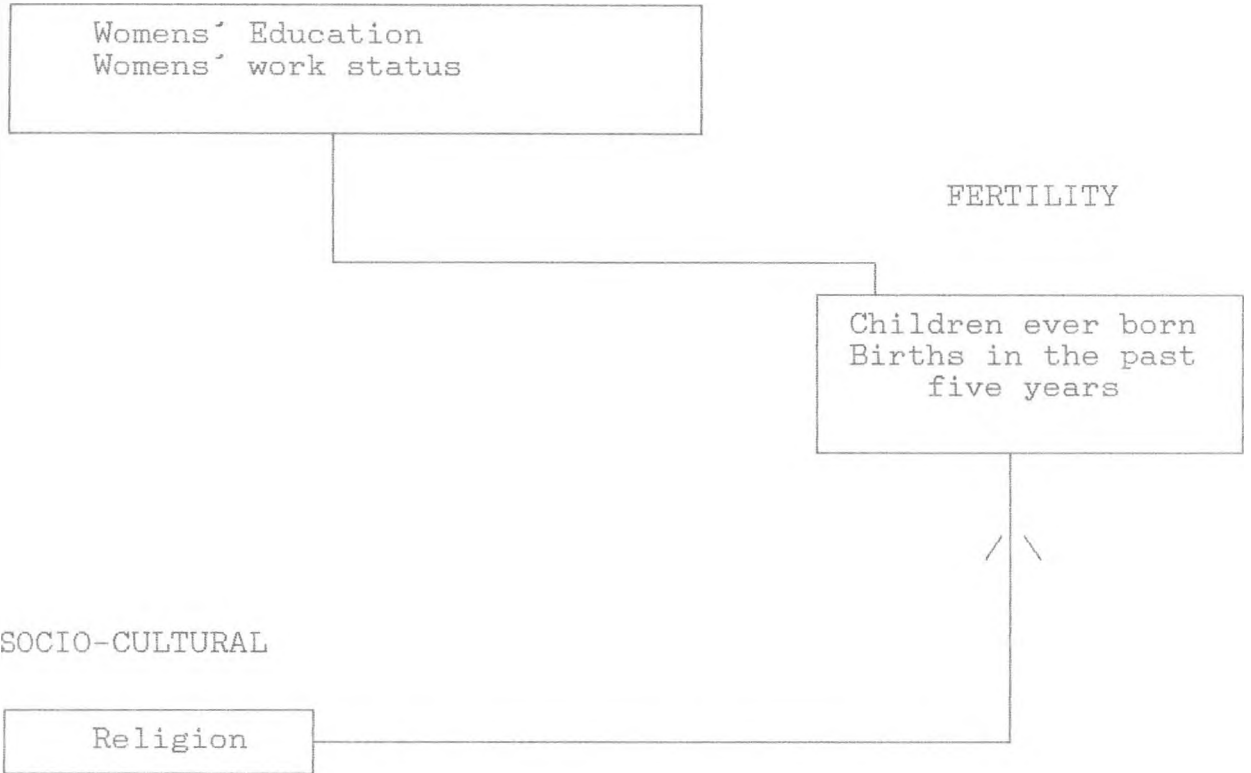 Womens´ Education
Womens´ work status
FERTILITY
Children ever born
Births in the past
five years
SOCIO-CULTURAL
Religion